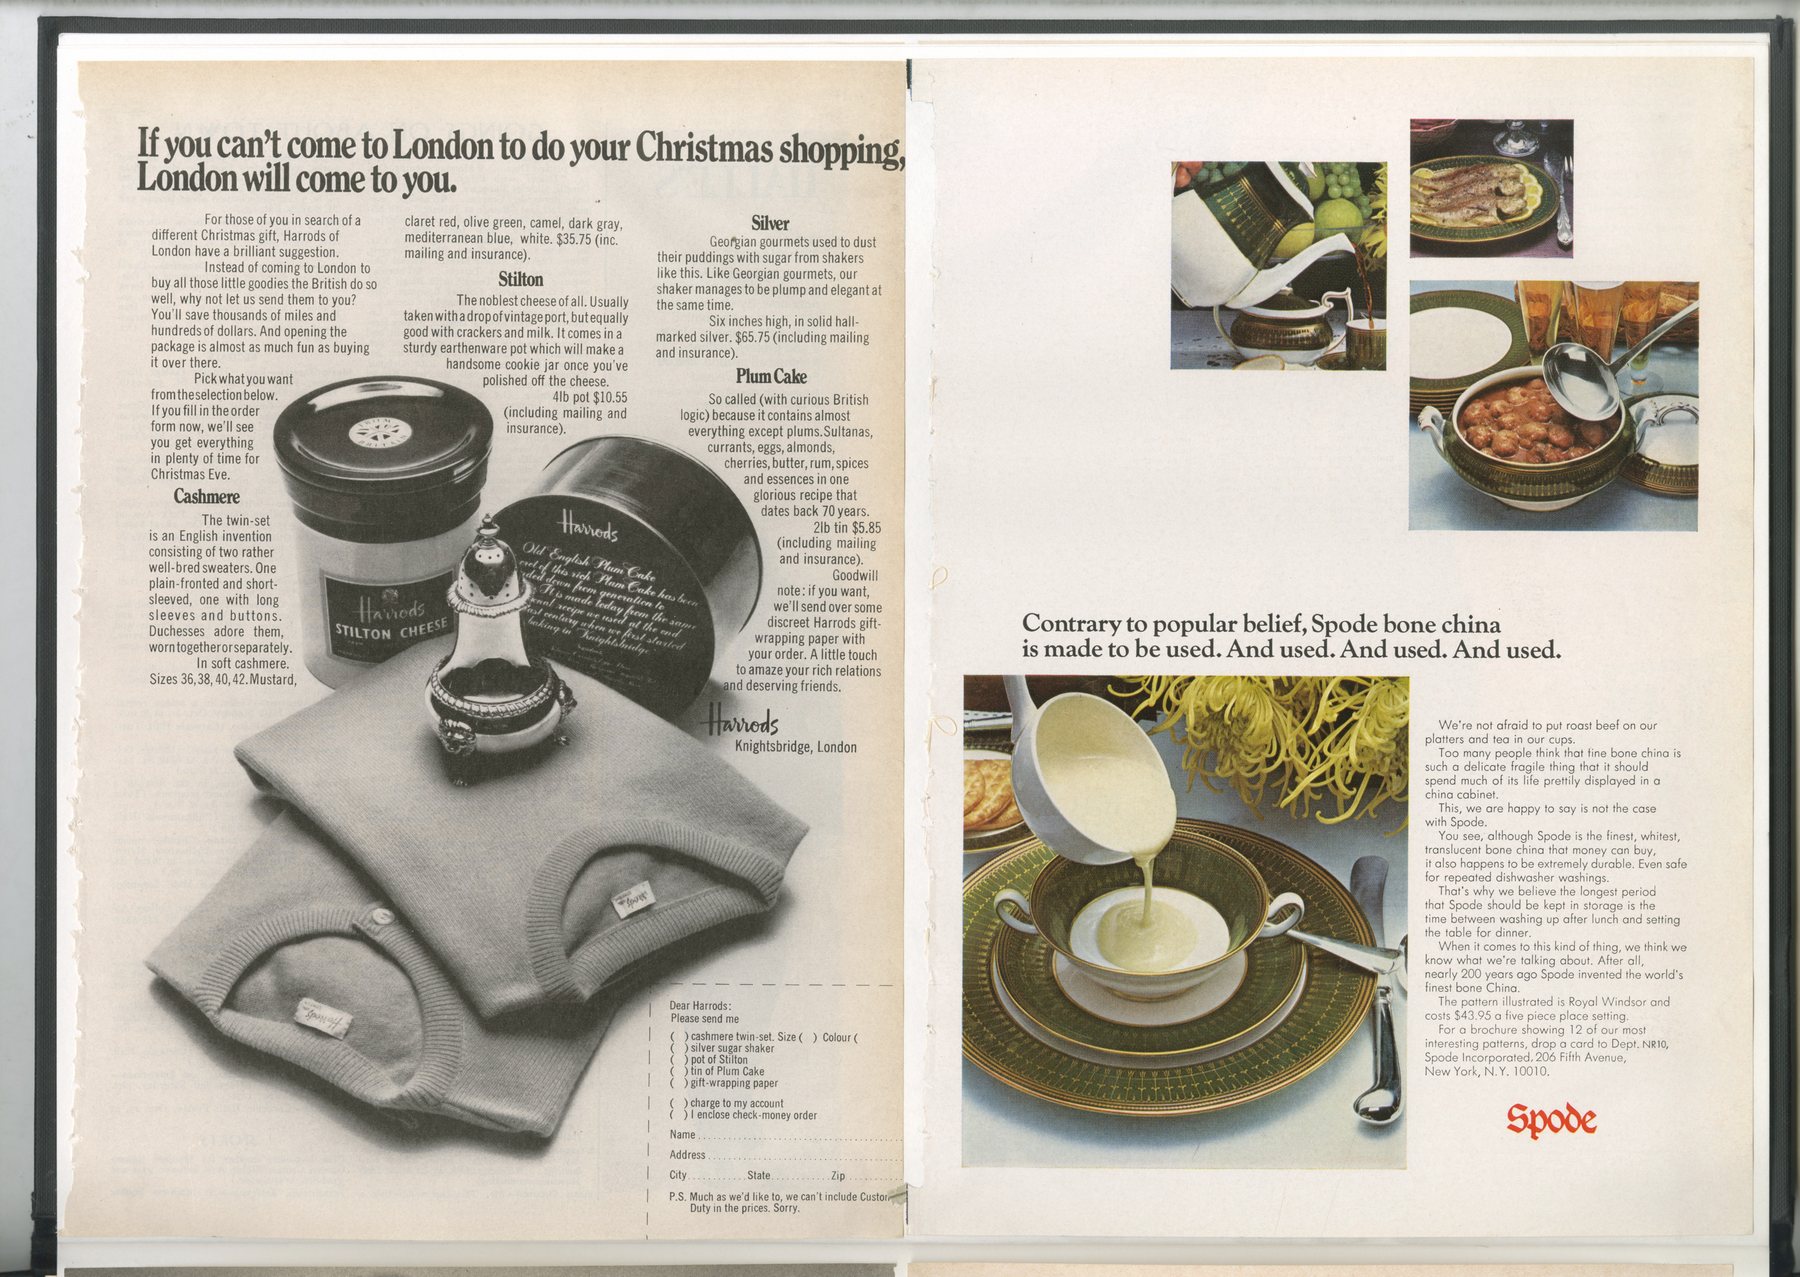 If you can't come to London to do your Christmas shopping,
London will come to you.
For those of you in search of a
different Christmas gift, Harrods of
London have a brilliant suggestion.
Instead of coming to London to
buy all those little goodies the British do so
well, why not let us send them to you?
You'll save thousands of miles and
hundreds of dollars. And opening the
package is almost as much fun as buying
it over there.
Pick what you want
from the selection below.
If you fill in the order
form now, we'll see
you get everything
in plenty of time for
Christmas Eve.
Cashmere
The twin-set
is an English invention
consisting of two rather
well-bred sweaters. One
plain-fronted and short-
sleeved, one with long
sleeves and buttons.
Duchesses adore them,
worn together or separately.
In soft cashmere.
Sizes 36, 38, 40, 42. Mustard,
claret red, olive green, camel, dark gray,
mediterranean blue, white. $35.75 (inc.
mailing and insurance).
Stilton
The noblest cheese of all. Usually
taken with a drop of vintage port, but equally
good with crackers and milk. It comes in a
sturdy earthenware pot which will make a
handsome cookie jar once you've
polished off the cheese.
4lb pot $10.55
(including mailing and
insurance).
Silver
Georgian gourmets used to dust
their puddings with sugar from shakers
like this. Like Georgian gourmets, our
shaker manages to be plump and elegant at
the same time.
Six inches high, in solid hall-
marked silver. $65.75 (including mailing
and insurance).
Plum Cake
So called (with curious British
logic) because it contains almost
everything except plums. Sultanas,
currants, eggs, almonds,
cherries, butter, rum, spices
and essences in one
glorious recipe that
dates back 70 years.
2lb tin $5.85
(including mailing
and insurance).
Goodwill
note: if you want,
we'll send over some
discreet Harrods gift-
wrapping paper with
your order. A little touch
to amaze your rich relations
and deserving friends.
Harrods
Knightsbridge, London
Harrods
STILTON CHEESE
Harrods
Old English Plum Cake
of this rich Plum Cake has been
down from generation to
It is made today from the same
recipe we used at the end
last century when we first started
baking in Knightsbridge
Harrods
Harrods
Dear Harrods:
Please send me
( ) cashmere twin-set. Size ( ) Colour (
( ) silver sugar shaker
( ) pot of Stilton
( ) tin of Plum Cake
( ) gift-wrapping paper
( ) charge to my account
( ) I enclose check-money order
Name
Address
City State Zip
P.S. Much as we'd like to, we can't include Custom
Duty in the prices. Sorry.
Contrary to popular belief, Spode bone china
is made to be used. And used. And used. And used.
We're not afraid to put roast beef on our
platters and tea in our cups.
Too many people think that fine bone china is
such a delicate fragile thing that it should
spend much of its life prettily displayed in a
china cabinet.
This, we are happy to say is not the case
with Spode.
You see, although Spode is the finest, whitest,
translucent bone china that money can buy,
it also happens to be extremely durable. Even safe
for repeated dishwasher washings.
That's why we believe the longest period
that Spode should be kept in storage is the
time between washing up after lunch and setting
the table for dinner.
When it comes to this kind of thing, we think we
know what we're talking about. After all,
nearly 200 years ago Spode invented the world's
finest bone China.
The pattern illustrated is Royal Windsor and
costs $43.95 a five piece place setting.
For a brochure showing 12 of our most
interesting patterns, drop a card to Dept. NR10,
Spode Incorporated, 206 Fifth Avenue,
New York, N.Y. 10010.
Spode